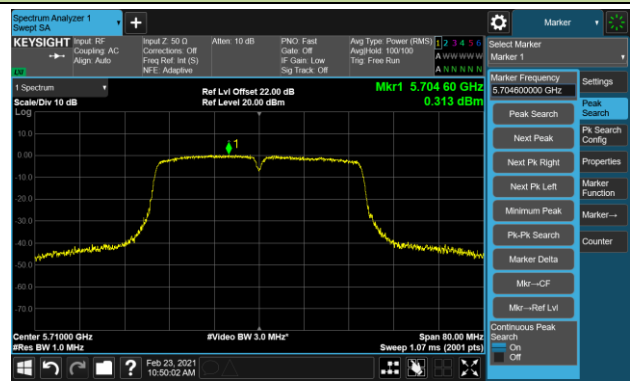 Spectrum Analyzer 1
Swept SA
Marker
KEYSIGHT
Input: RF
Coupling: AC
Align: Auto
Input Z: 50 Ω
Corrections: Off
Freq Ref: Int (S)
NFE: Adaptive
Atten: 10 dB
PNO: Fast
Gate: Off
IF Gain: Low
Sig Track: Off
Avg Type: Power (RMS)
Avg|Hold: 100/100
Trig: Free Run
1 2 3 4 5 6
A W W W W W
A N N N N N
Select Marker
Marker 1
1 Spectrum
Scale/Div 10 dB
Log
Ref Lvl Offset 22.00 dB
Ref Level 20.00 dBm
Mkr1 5.704 60 GHz
0.313 dBm
10.0
0.00
-10.0
-20.0
-30.0
-40.0
-50.0
-60.0
-70.0
1
Center 5.71000 GHz
#Res BW 1.0 MHz
#Video BW 3.0 MHz*
Span 80.00 MHz
Sweep 1.07 ms (2001 pts)
Marker Frequency
5.704600000 GHz
Peak Search
Next Peak
Next Pk Right
Next Pk Left
Minimum Peak
Pk-Pk Search
Marker Delta
Mkr→CF
Mkr→Ref Lvl
Continuous Peak
Search
On
Off
Settings
Peak
Search
Pk Search
Config
Properties
Marker
Function
Marker→
Counter
?
Feb 23, 2021
10:50:02 AM